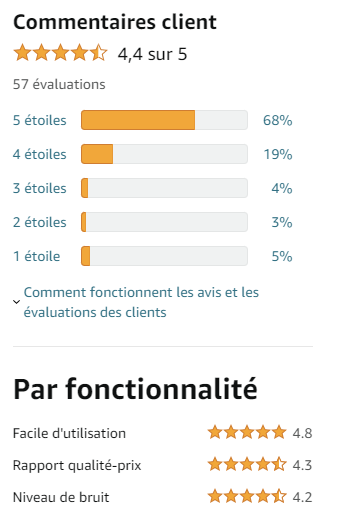 Commentaires client
4,4 sur 5
57 évaluations
5 étoiles 68%
4 étoiles 19%
3 étoiles 4%
2 étoiles 3%
1 étoile 5%
Comment fonctionnent les avis et les
évaluations des clients
Par fonctionnalité
Facile d'utilisation 4.8
Rapport qualité-prix 4.3
Niveau de bruit 4.2